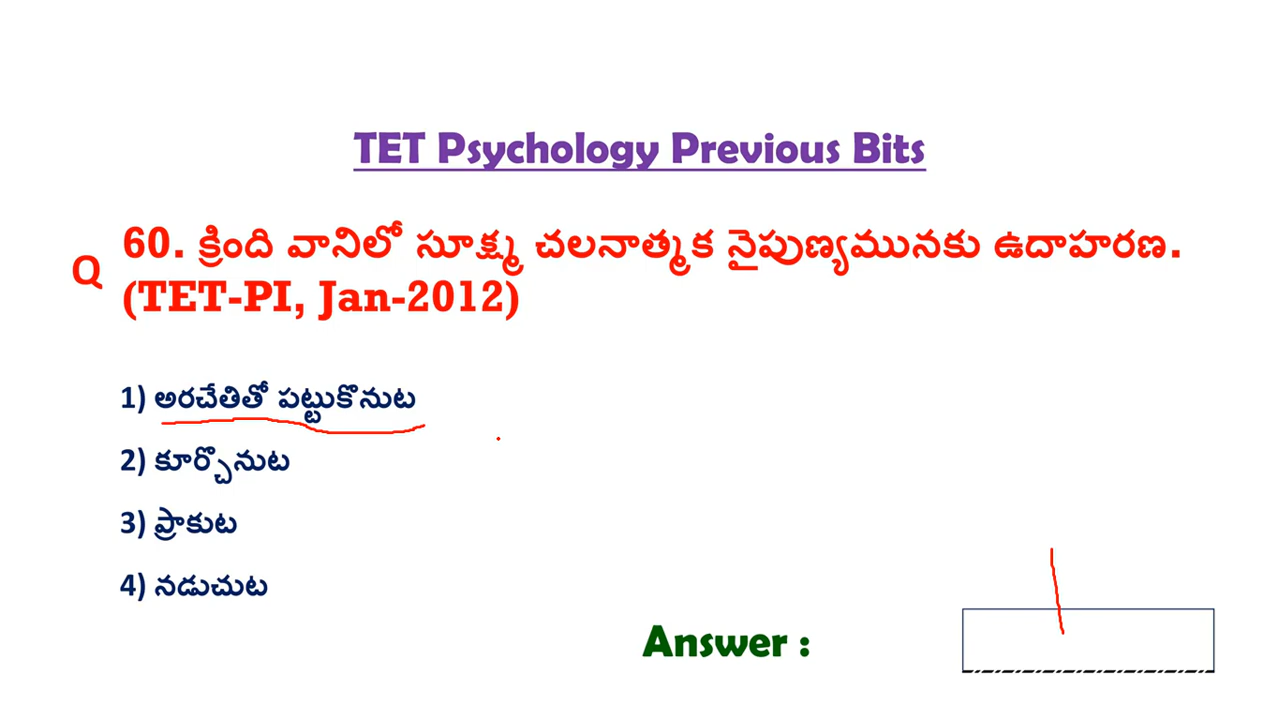 TET Psychology Previous Bits
60. క్రింది వానిలో సూక్ష్మ చలనాత్మక నైపుణ్యమునకు ఉదాహరణ.
Q
(TET-PI, Jan-2012)
1) అరచేతితో పట్టుకొనుట
2) కూర్చొనుట
3) ప్రాకుట
4) నడుచుట
Answer :